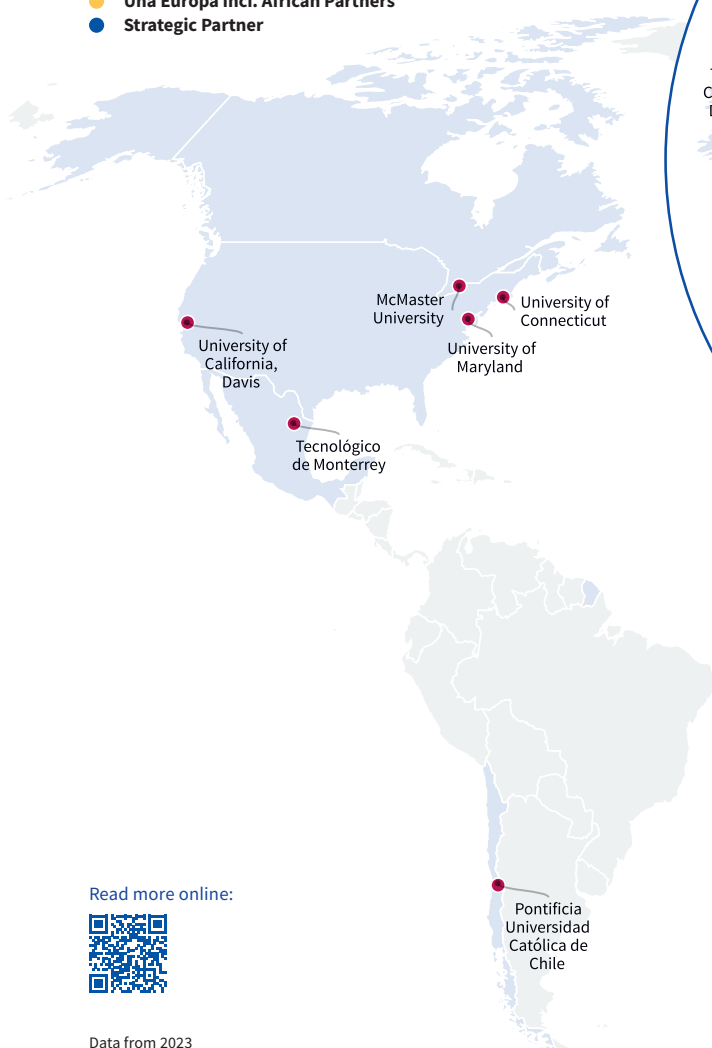 Una Europa incl. African Partners
Strategic Partner
McMaster
University
University of
Connecticut
University of
California,
Davis
University of
Maryland
Tecnológico
de Monterrey
Pontificia
Universidad
Católica de
Chile
Read more online:
Data from 2023